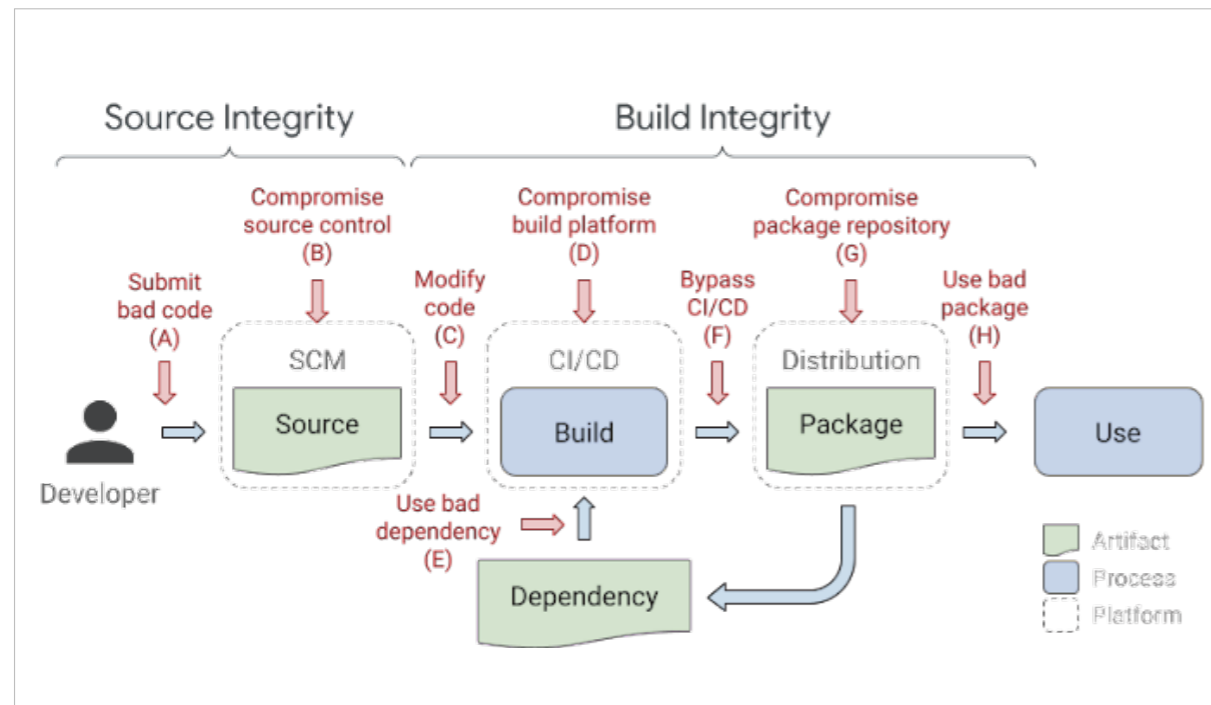 Source Integrity
Build Integrity
Compromise
source control
(B)
Compromise
build platform
(D)
Compromise
package repository
(G)
Submit
bad code
(A)
Modify
code
(C)
Bypass
CI/CD
(F)
Use bad
package
(H)
SCM
CI/CD
Distribution
Source
Build
Package
Use
Developer
Use bad
dependency
(E)
Dependency
Artifact
Process
Platform